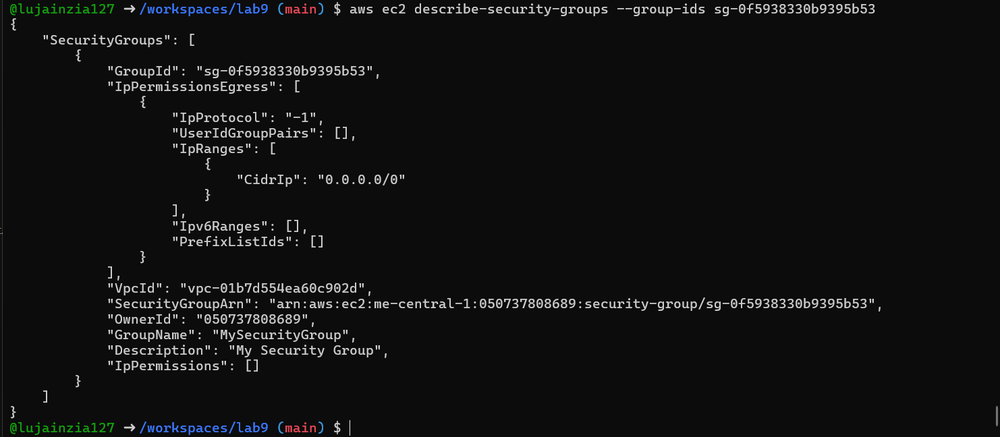 @lujainzia127 ➜ /workspaces/lab9 (main) $ aws ec2 describe-security-groups --group-ids sg-0f5938330b9395b53
{
    "SecurityGroups": [
        {
            "GroupId": "sg-0f5938330b9395b53",
            "IpPermissionsEgress": [
                {
                    "IpProtocol": "-1",
                    "UserIdGroupPairs": [],
                    "IpRanges": [
                        {
                            "CidrIp": "0.0.0.0/0"
                        }
                    ],
                    "Ipv6Ranges": [],
                    "PrefixListIds": []
                }
            ],
            "VpcId": "vpc-01b7d554ea60c902d",
            "SecurityGroupArn": "arn:aws:ec2:me-central-1:050737808689:security-group/sg-0f5938330b9395b53",
            "OwnerId": "050737808689",
            "GroupName": "MySecurityGroup",
            "Description": "My Security Group",
            "IpPermissions": []
        }
    ]
}
@lujainzia127 ➜ /workspaces/lab9 (main) $